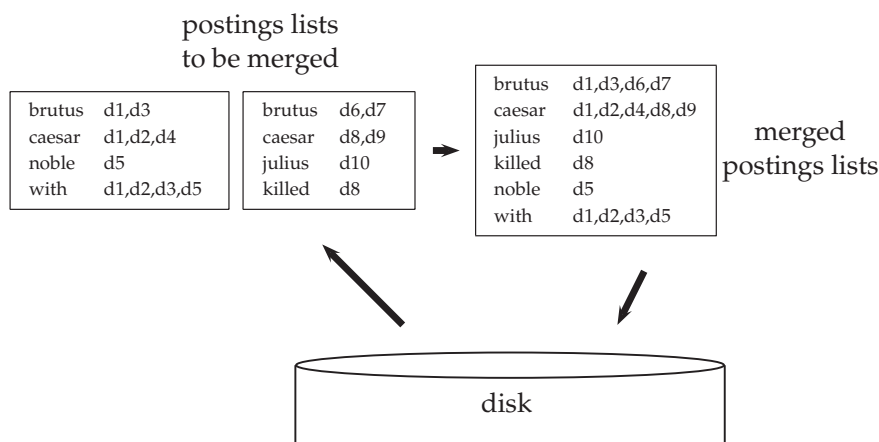 postings lists
to be merged
brutus d1,d3
caesar d1,d2,d4
noble d5
with d1,d2,d3,d5
brutus d6,d7
caesar d8,d9
julius d10
killed d8
brutus d1,d3,d6,d7
caesar d1,d2,d4,d8,d9
julius d10
killed d8
noble d5
with d1,d2,d3,d5
merged
postings lists
disk